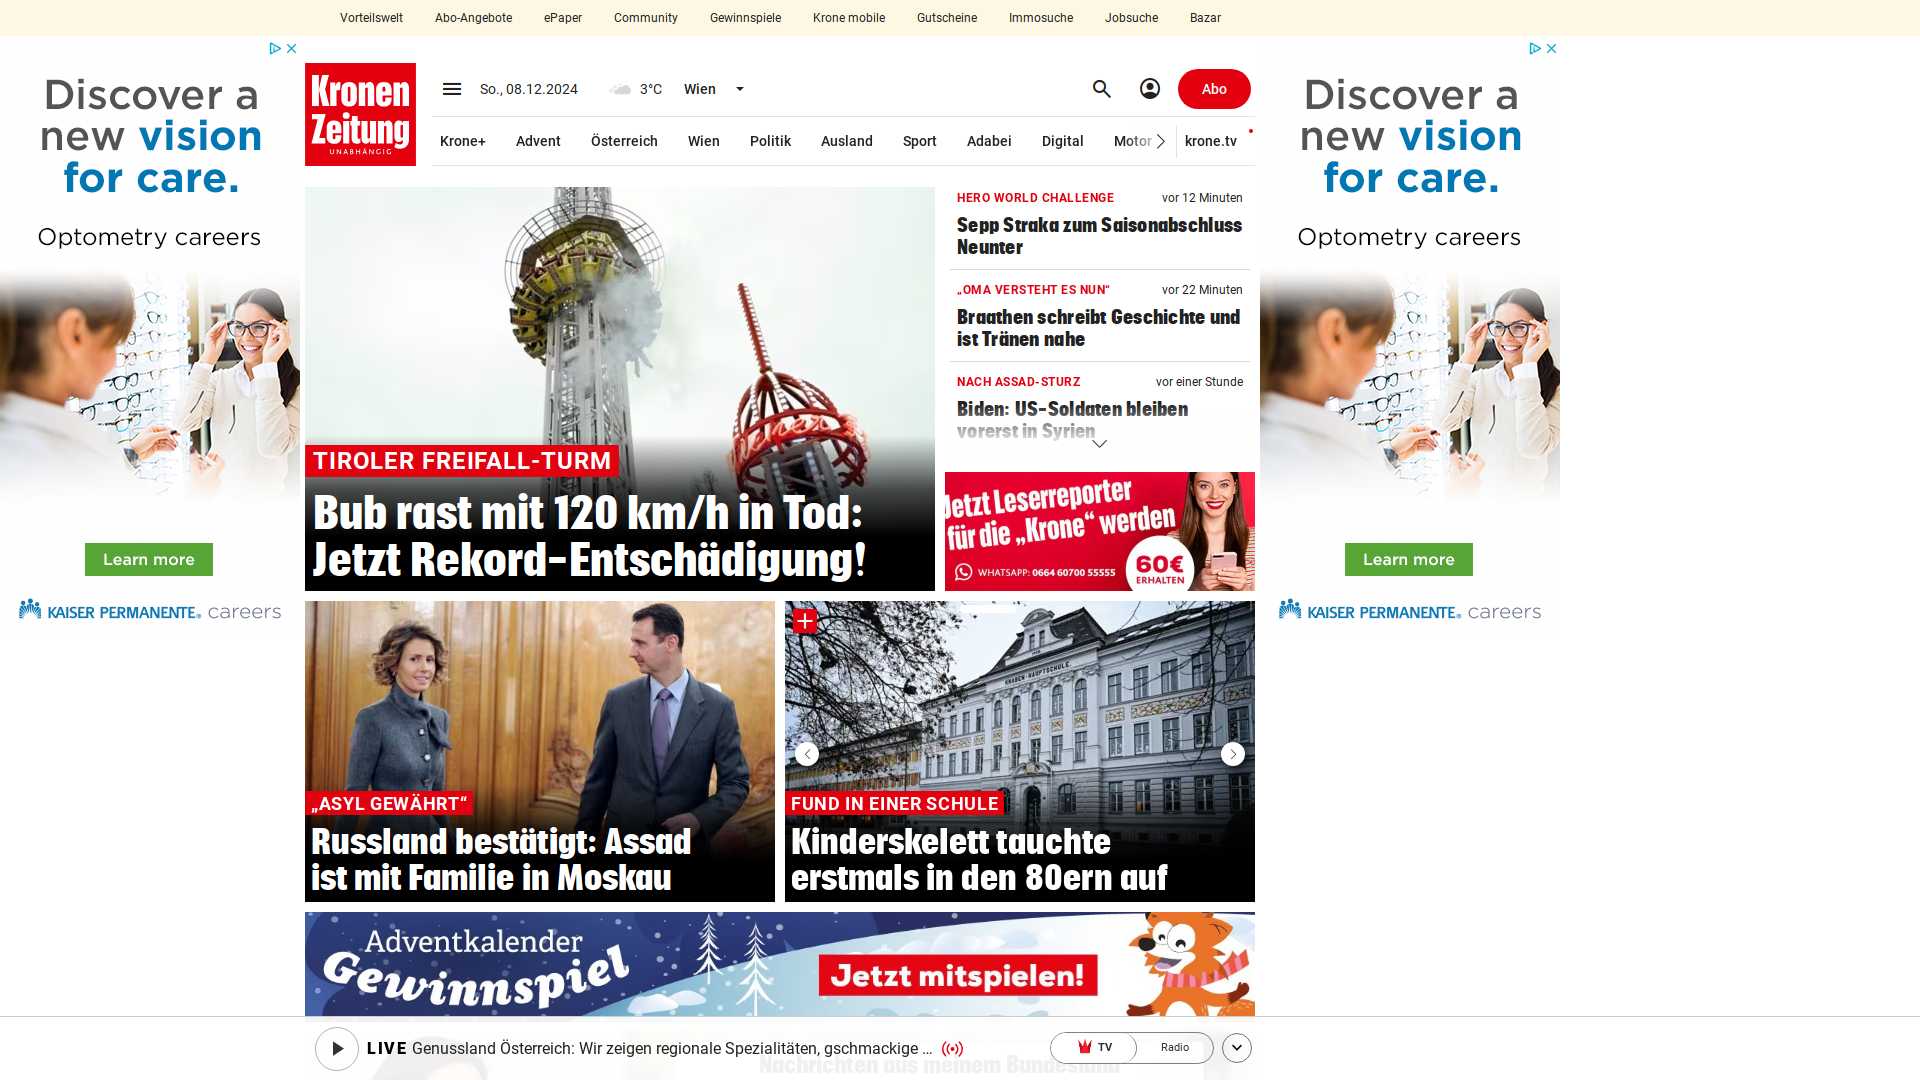 Vorteilswelt
Abo-Angebote
ePaper
Community
Gewinnspiele
Krone mobile
Gutscheine
Immosuche
Jobsuche
Bazar
Discover a
new vision
for care.
Optometry careers
Learn more
KAISER PERMANENTE® careers
Kronen
Zeitung
UNABHÄNGIG
So., 08.12.2024
3°C
Wien
Abo
Krone+
Advent
Österreich
Wien
Politik
Ausland
Sport
Adabei
Digital
Motor
krone.tv
TIROLER FREIFALL-TURM
Bub rast mit 120 km/h in Tod:
Jetzt Rekord-Entschädigung!
HERO WORLD CHALLENGE
vor 12 Minuten
Sepp Straka zum Saisonabschluss
Neunter
„OMA VERSTEHT ES NUN“
vor 22 Minuten
Braathen schreibt Geschichte und
ist Tränen nahe
NACH ASSAD-STURZ
vor einer Stunde
Biden: US-Soldaten bleiben
vorerst in Syrien
Jetzt Leserreporter
für die „Krone“ werden
WHATSAPP: 0664 60700 55555
60€
ERHALTEN
„ASYL GEWÄHRT“
Russland bestätigt: Assad
ist mit Familie in Moskau
KNABEN-HAUPTSCHULE
FUND IN EINER SCHULE
Kinderskelett tauchte
erstmals in den 80ern auf
Adventkalender
Gewinnspiel
Jetzt mitspielen!
LIVE Genussland Österreich: Wir zeigen regionale Spezialitäten, gschmackige ...
TV
Radio
Nachrichten aus meinem Bundesland
Discover a
new vision
for care.
Optometry careers
Learn more
KAISER PERMANENTE® careers